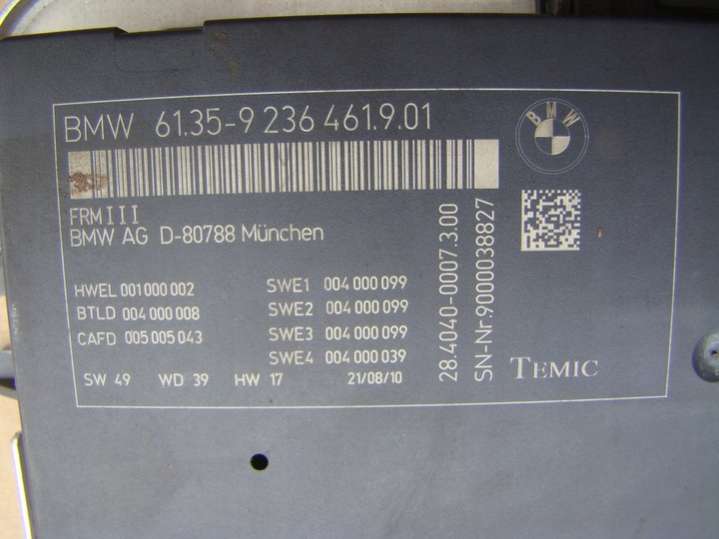 BMW 61.35-9 236 461.9.01
BMW
FRMIII
BMW AG D-80788 München
HWEL 001 000 002
BTLD 004 000 008
CAFD 005 005 043
SWE1 004 000 099
SWE2 004 000 099
SWE3 004 000 099
SWE4 004 000 039
SW 49 WD 39 HW 17 21/08/10
28.4040-0007.3.00
SN-Nr.9000038827
TEMIC